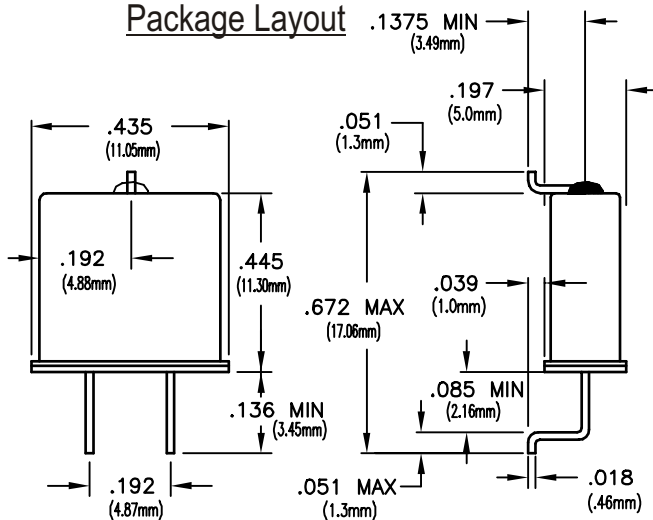 Package Layout
.1375 MIN
(3.49mm)
.197
(5.0mm)
.435
(11.05mm)
.051
(1.3mm)
.192
(4.88mm)
.445
(11.30mm)
.039
(1.0mm)
.672 MAX
(17.06mm)
.136 MIN
(3.45mm)
.085 MIN
(2.16mm)
.192
(4.87mm)
.051 MAX
(1.3mm)
.018
(.46mm)